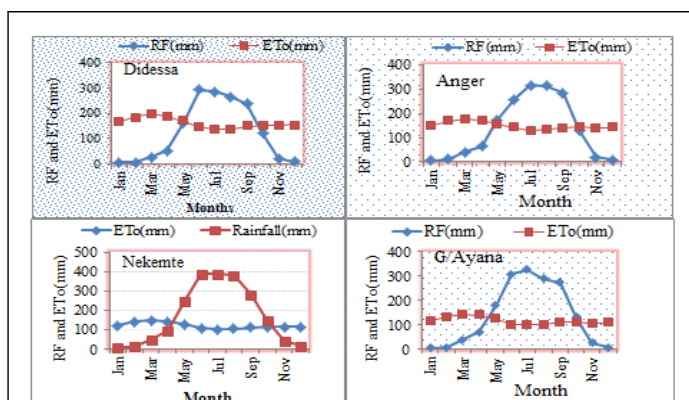 RF(mm) ETo(mm)
Didessa
RF and ETo(mm)
400
300
200
100
0
Jan
Mar
May
Jul
Sep
Nov
Months
RF(mm) ETo(mm)
Anger
RF and ETo(mm)
400
300
200
100
0
Jan
Mar
May
Jul
Sep
Nov
Month
ETo(mm) Rainfall(mm)
Nekemte
RF and ETo(mm)
500
400
300
200
100
0
Jan
Mar
May
Jul
Sep
Nov
Month
RF(mm) ETo(mm)
G/Ayana
RF and ETo(mm)
400
300
200
100
0
Jan
Mar
May
Jul
Sep
Nov
Month